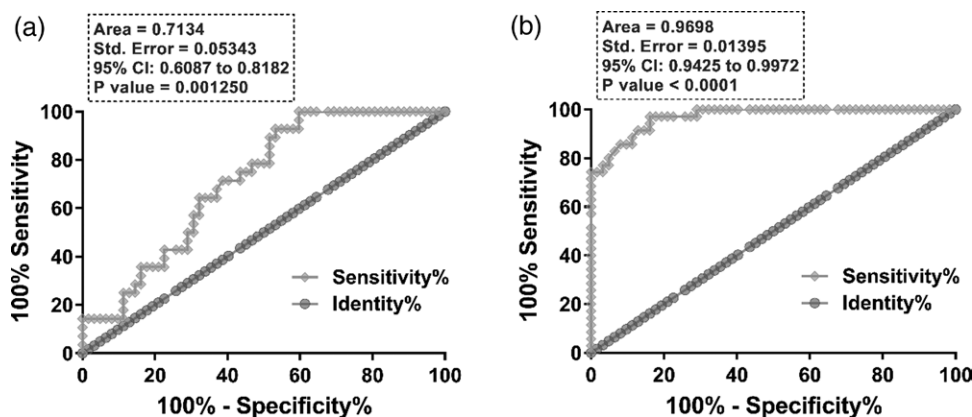 (a)
Area = 0.7134
Std. Error = 0.05343
95% CI: 0.6087 to 0.8182
P value = 0.001250
100% Sensitivity
100
80
60
40
20
0
Sensitivity%
Identity%
0 20 40 60 80 100
100% - Specificity%
(b)
Area = 0.9698
Std. Error = 0.01395
95% CI: 0.9425 to 0.9972
P value < 0.0001
100% Sensitivity
100
80
60
40
20
0
Sensitivity%
Identity%
0 20 40 60 80 100
100% - Specificity%